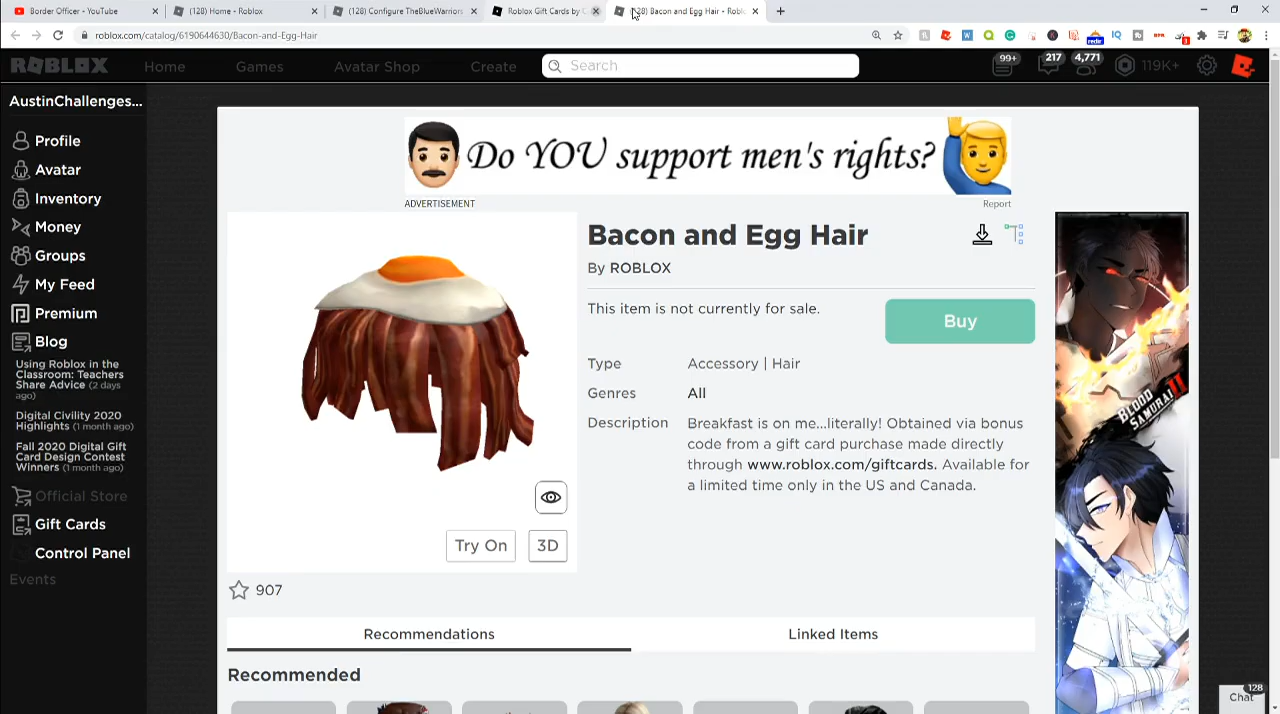 Border Officer - YouTube
(128) Home - Roblox
(128) Configure TheBlueWarriors
Roblox Gift Cards by C
(128) Bacon and Egg Hair - Robl
roblox.com/catalog/6190644630/Bacon-and-Egg-Hair
ROBLOX
Home
Games
Avatar Shop
Create
Search
99+
217
4,771
119K+
AustinChallenges...
Profile
Avatar
Inventory
Money
Groups
My Feed
Premium
Blog
Using Roblox in the
Classroom: Teachers
Share Advice (2 days
ago)
Digital Civility 2020
Highlights (1 month ago)
Fall 2020 Digital Gift
Card Design Contest
Winners (1 month ago)
Official Store
Gift Cards
Control Panel
Events
Do YOU support men's rights?
ADVERTISEMENT
Report
Bacon and Egg Hair
By ROBLOX
This item is not currently for sale.
Buy
Type
Accessory | Hair
Genres
All
Description
Breakfast is on me...literally! Obtained via bonus
code from a gift card purchase made directly
through www.roblox.com/giftcards. Available for
a limited time only in the US and Canada.
Try On
3D
907
Recommendations
Linked Items
Recommended
BLOOD
SAMURAI II
128
Chat